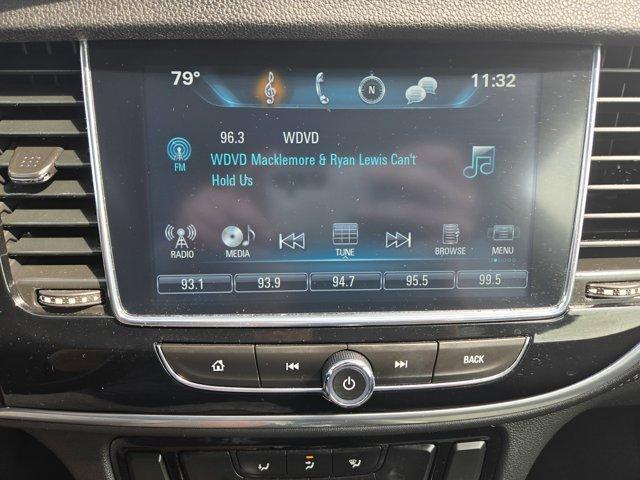 79° N 11:32
96.3 WDVD
FM
WDVD Macklemore & Ryan Lewis Can't
Hold Us
RADIO MEDIA TUNE BROWSE MENU
93.1 93.9 94.7 95.5 99.5
BACK